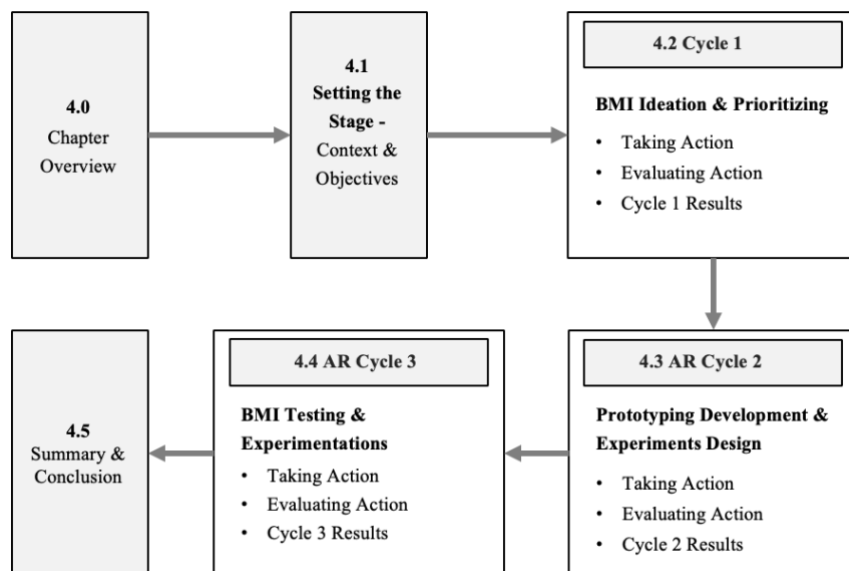 4.0
Chapter
Overview
4.1
Setting the
Stage -
Context &
Objectives
4.2 Cycle 1
BMI Ideation & Prioritizing
• Taking Action
• Evaluating Action
• Cycle 1 Results
4.3 AR Cycle 2
Prototyping Development &
Experiments Design
• Taking Action
• Evaluating Action
• Cycle 2 Results
4.4 AR Cycle 3
BMI Testing &
Experimentations
• Taking Action
• Evaluating Action
• Cycle 3 Results
4.5
Summary &
Conclusion